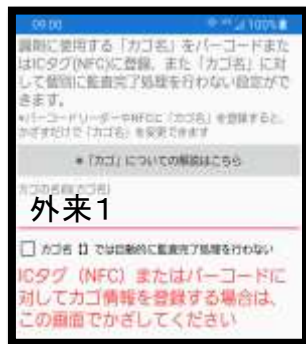 09:00 100%
調剤に使用する「カゴ名」をバーコードまた
はICタグ(NFC)に登録、また「カゴ名」に対
して個別に監査完了処理を行わない設定がで
きます。
*バーコードリーダーやNFCに「カゴ名」を登録すると、
かざすだけで「カゴ名」を変更できます
※「カゴ」についての解説はこちら
カゴの名前(カゴ名)
外来1
カゴ名【】では自動的に監査完了処理を行わない
ICタグ（NFC）またはバーコードに
対してカゴ情報を登録する場合は、
この画面でかざしてください